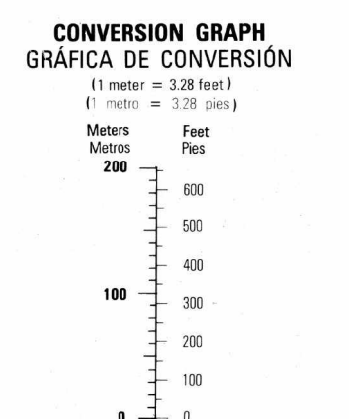 CONVERSION GRAPH
GRÁFICA DE CONVERSIÓN
(1 meter = 3.28 feet)
(1 metro = 3.28 pies)
Meters Feet
Metros Pies
200
600
500
400
100
300
200
100
0 0